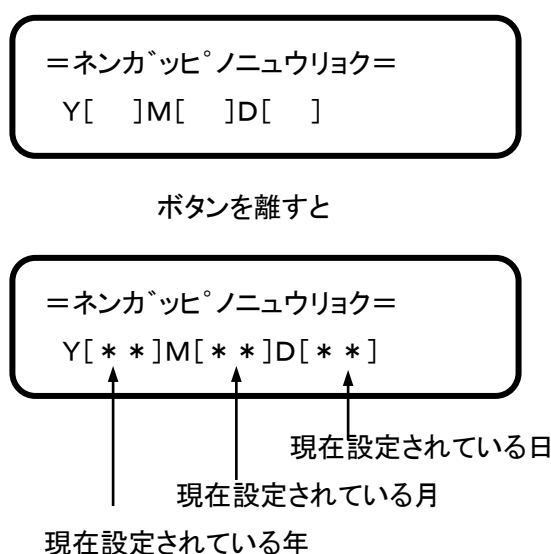 ＝ネンカ゛ッヒ゜ノニュウリョク＝
Y[　]M[　]D[　]
ボタンを離すと
＝ネンカ゛ッヒ゜ノニュウリョク＝
Y[＊＊]M[＊＊]D[＊＊]
現在設定されている日
現在設定されている月
現在設定されている年